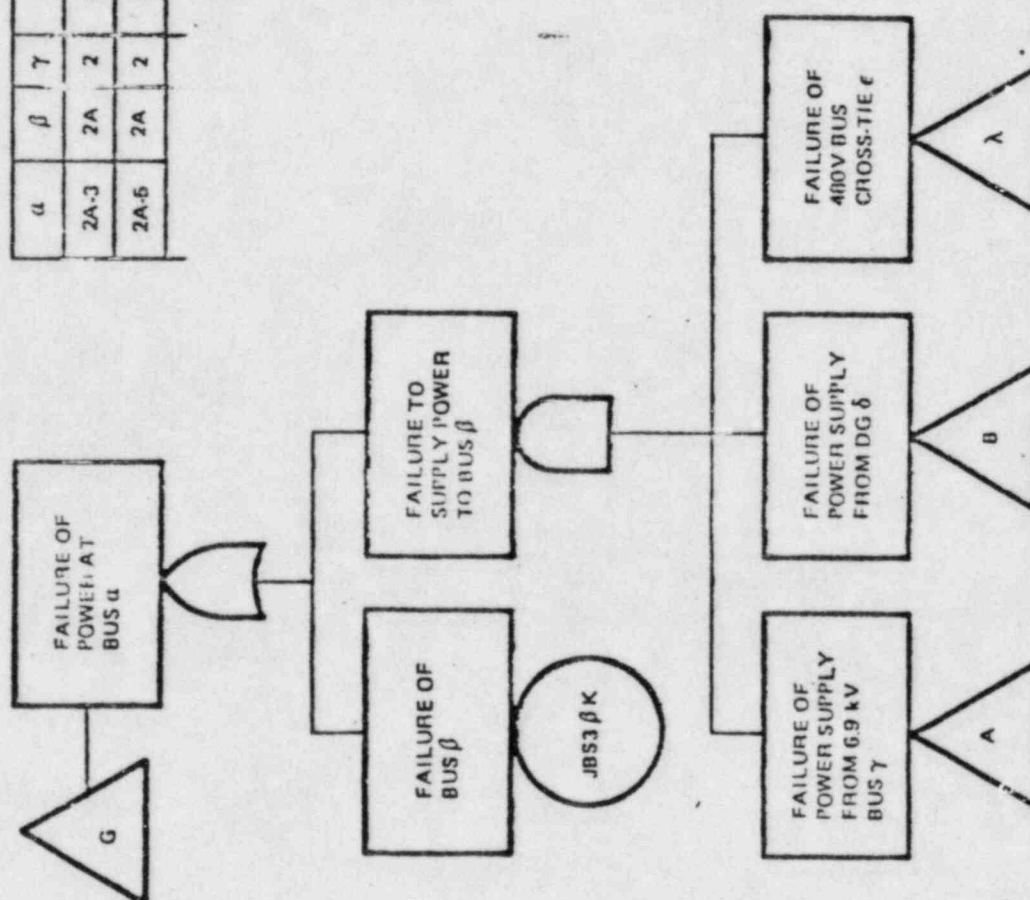 α β γ
2A-3 2A 2
2A-5 2A 2
G
FAILURE OF
POWER AT
BUS α
FAILURE OF
BUS β
JBS3 β K
FAILURE TO
SUPPLY POWER
TO BUS β
FAILURE OF
POWER SUPPLY
FROM 6.9 kV
BUS γ
A
FAILURE OF
POWER SUPPLY
FROM DG δ
B
FAILURE OF
480V BUS
CROSS-TIE ε
λ